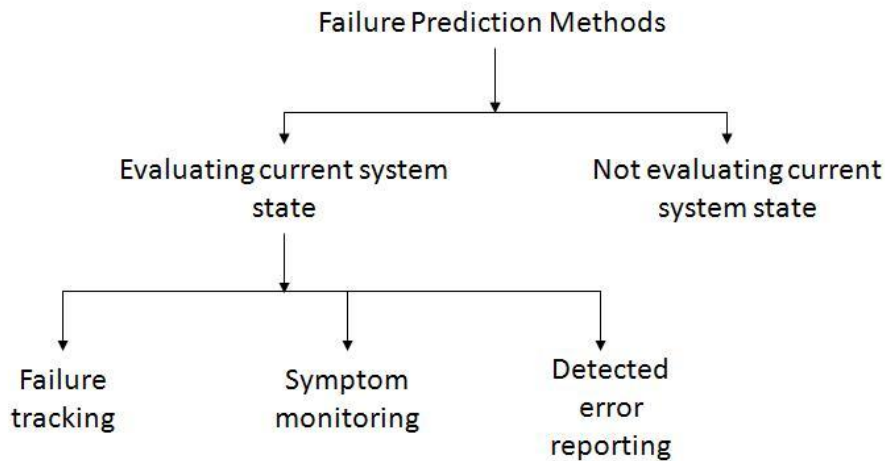 Failure Prediction Methods
Evaluating current system
state
Not evaluating current
system state
Failure
tracking
Symptom
monitoring
Detected
error
reporting